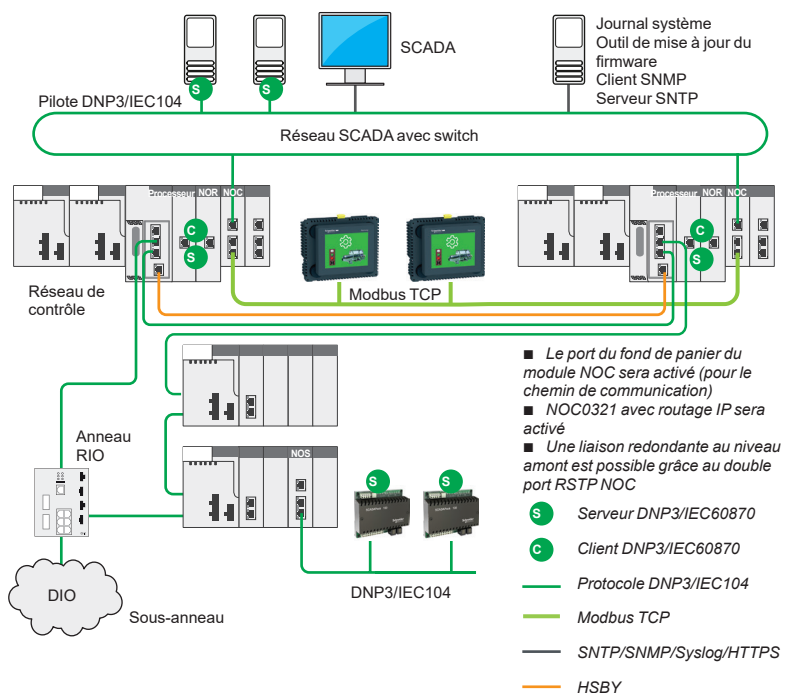 Journal système
Outil de mise à jour du
firmware
Client SNMP
Serveur SNTP
SCADA
S
S
Pilote DNP3/IEC104
Réseau SCADA avec switch
Processeur NOR NOC
Processeur NOR NOC
C
S
C
S
Modbus TCP
Réseau de
contrôle
Anneau
RIO
NOS
S
S
DNP3/IEC104
DIO
Sous-anneau
■ Le port du fond de panier du
module NOC sera activé (pour le
chemin de communication)
■ NOC0321 avec routage IP sera
activé
■ Une liaison redondante au niveau
amont est possible grâce au double
port RSTP NOC
S Serveur DNP3/IEC60870
C Client DNP3/IEC60870
Protocole DNP3/IEC104
Modbus TCP
SNTP/SNMP/Syslog/HTTPS
HSBY